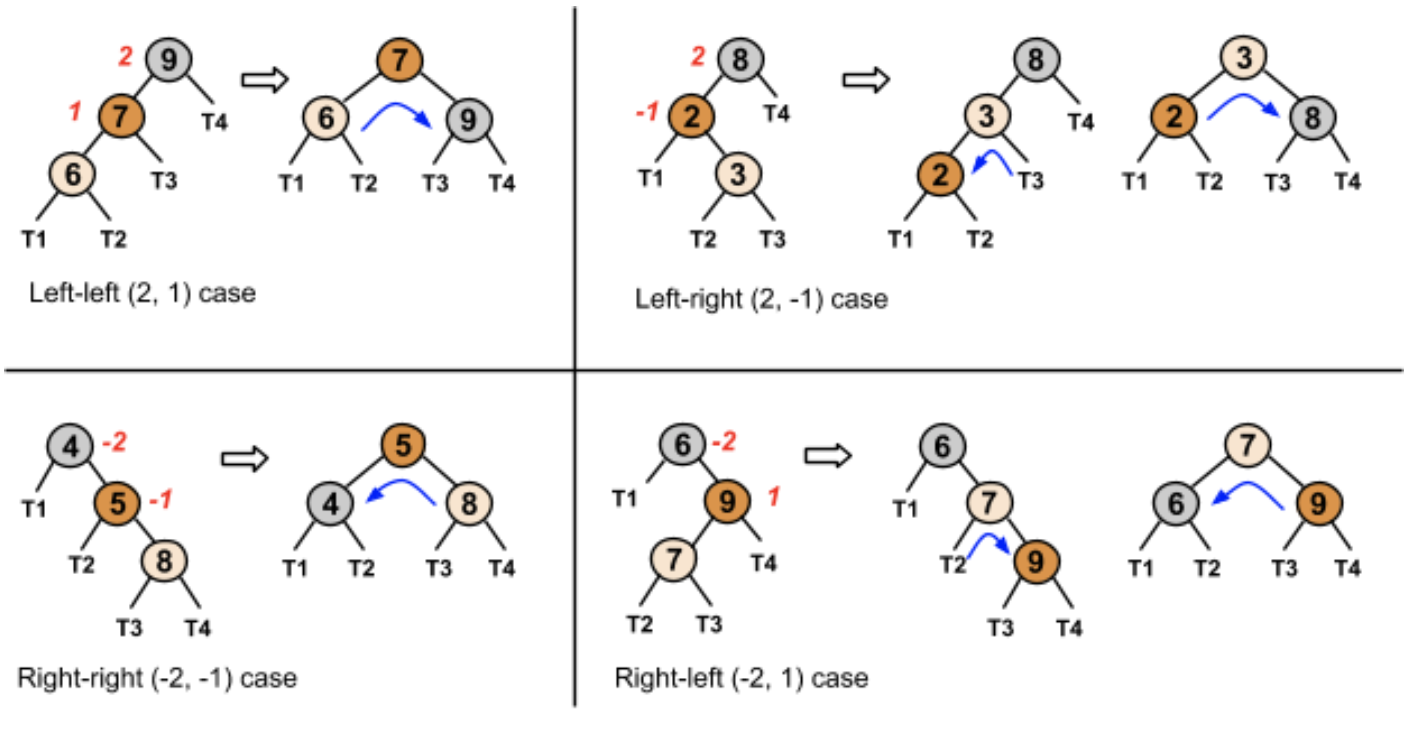 2 9
1 7 T4
6 T3
T1 T2
7
6 9
T1 T2 T3 T4
Left-left (2, 1) case
2 8
-1 2 T4
T1 3
T2 T3
8
3 T4
2 T3
T1 T2
3
2 8
T1 T2 T3 T4
Left-right (2, -1) case
4 -2
T1 5 -1
T2 8
T3 T4
5
4 8
T1 T2 T3 T4
Right-right (-2, -1) case
6 -2
T1 9 1
7 T4
T2 T3
6
T1 7
T2 9
T3 T4
7
6 9
T1 T2 T3 T4
Right-left (-2, 1) case